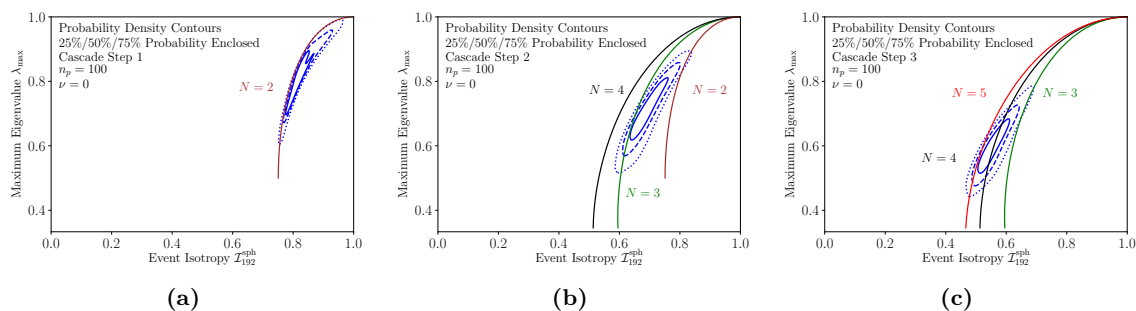 Probability Density Contours
25%/50%/75% Probability Enclosed
Cascade Step 1
n_p = 100
ν = 0
N = 2
Maximum Eigenvalue λ_max
1.0
0.8
0.6
0.4
0.0 0.2 0.4 0.6 0.8 1.0
Event Isotropy I^sph_192
(a)
Probability Density Contours
25%/50%/75% Probability Enclosed
Cascade Step 2
n_p = 100
ν = 0
N = 4
N = 2
N = 3
Maximum Eigenvalue λ_max
1.0
0.8
0.6
0.4
0.0 0.2 0.4 0.6 0.8 1.0
Event Isotropy I^sph_192
(b)
Probability Density Contours
25%/50%/75% Probability Enclosed
Cascade Step 3
n_p = 100
ν = 0
N = 5
N = 3
N = 4
Maximum Eigenvalue λ_max
1.0
0.8
0.6
0.4
0.0 0.2 0.4 0.6 0.8 1.0
Event Isotropy I^sph_192
(c)